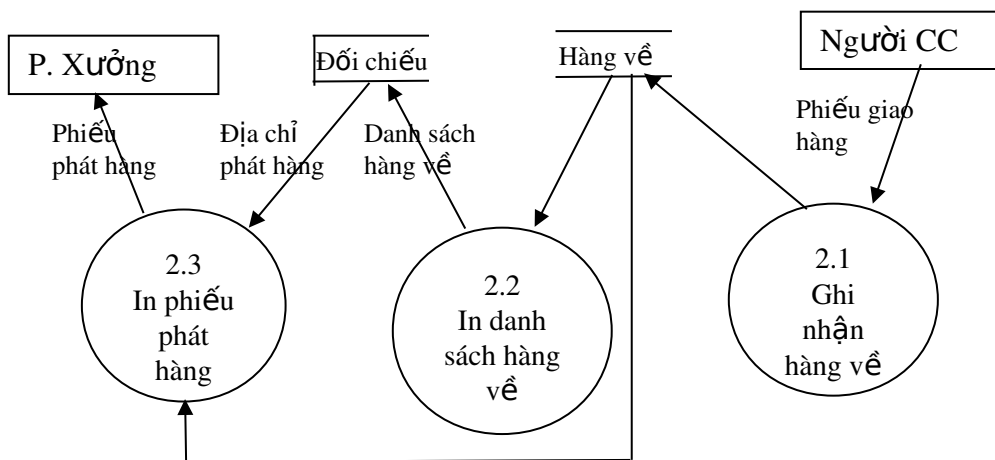 P. Xưởng
Đối chiếu
Hàng về
Người CC
Phiếu
phát hàng
Địa chỉ
phát hàng
Danh sách
hàng về
Phiếu giao
hàng
2.3
In phiếu
phát
hàng
2.2
In danh
sách hàng
về
2.1
Ghi
nhận
hàng về